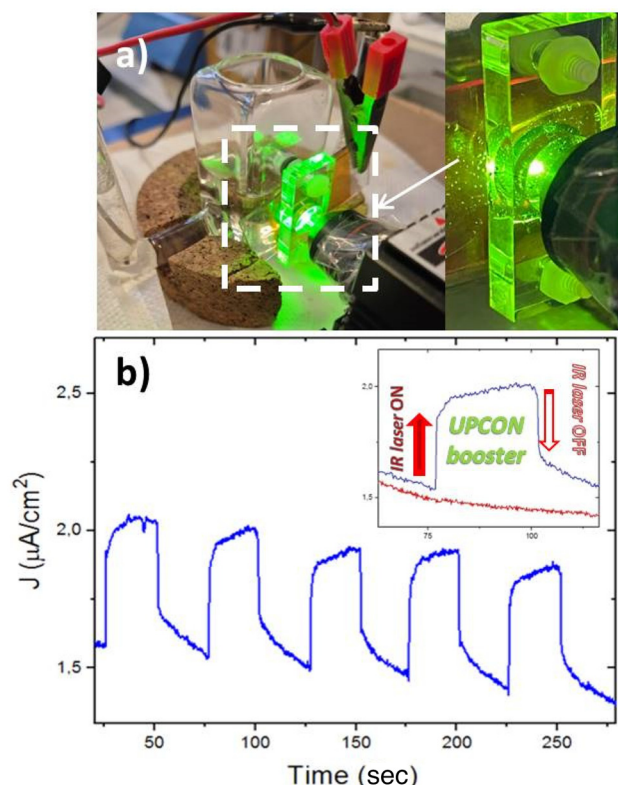 a)
b)
2,5
2,0
1,5
J (μA/cm²)
50
100
150
200
250
Time (sec)
2,0
1,5
75
100
IR laser ON
UPCON
booster
IR laser OFF